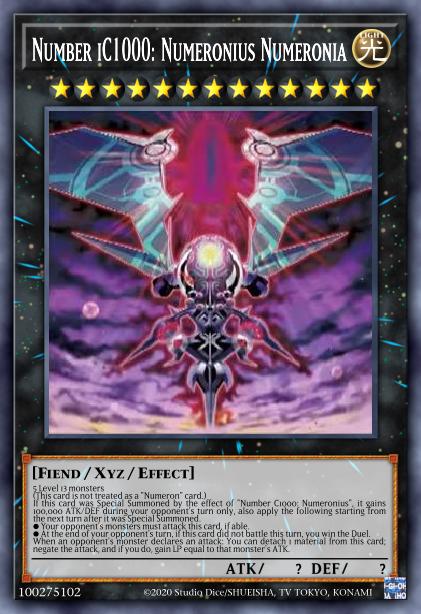 NUMBER iC1000: NUMERONIUS NUMERONIA
LIGHT
光
[FIEND / XYZ / EFFECT]
5 Level 13 monsters
(This card is not treated as a "Numeron" card.)
If this card was Special Summoned by the effect of "Number C1000: Numeronius", it gains
100,000 ATK/DEF during your opponent's turn only, also apply the following starting from
the next turn after it was Special Summoned.
● Your opponent's monsters must attack this card, if able.
● At the end of your opponent's turn, if this card did not battle this turn, you win the Duel.
When an opponent's monster declares an attack: You can detach 1 material from this card;
negate the attack, and if you do, gain LP equal to that monster's ATK.
ATK/ ? DEF/ ?
100275102 ©2020 Studio Dice/SHUEISHA, TV TOKYO, KONAMI